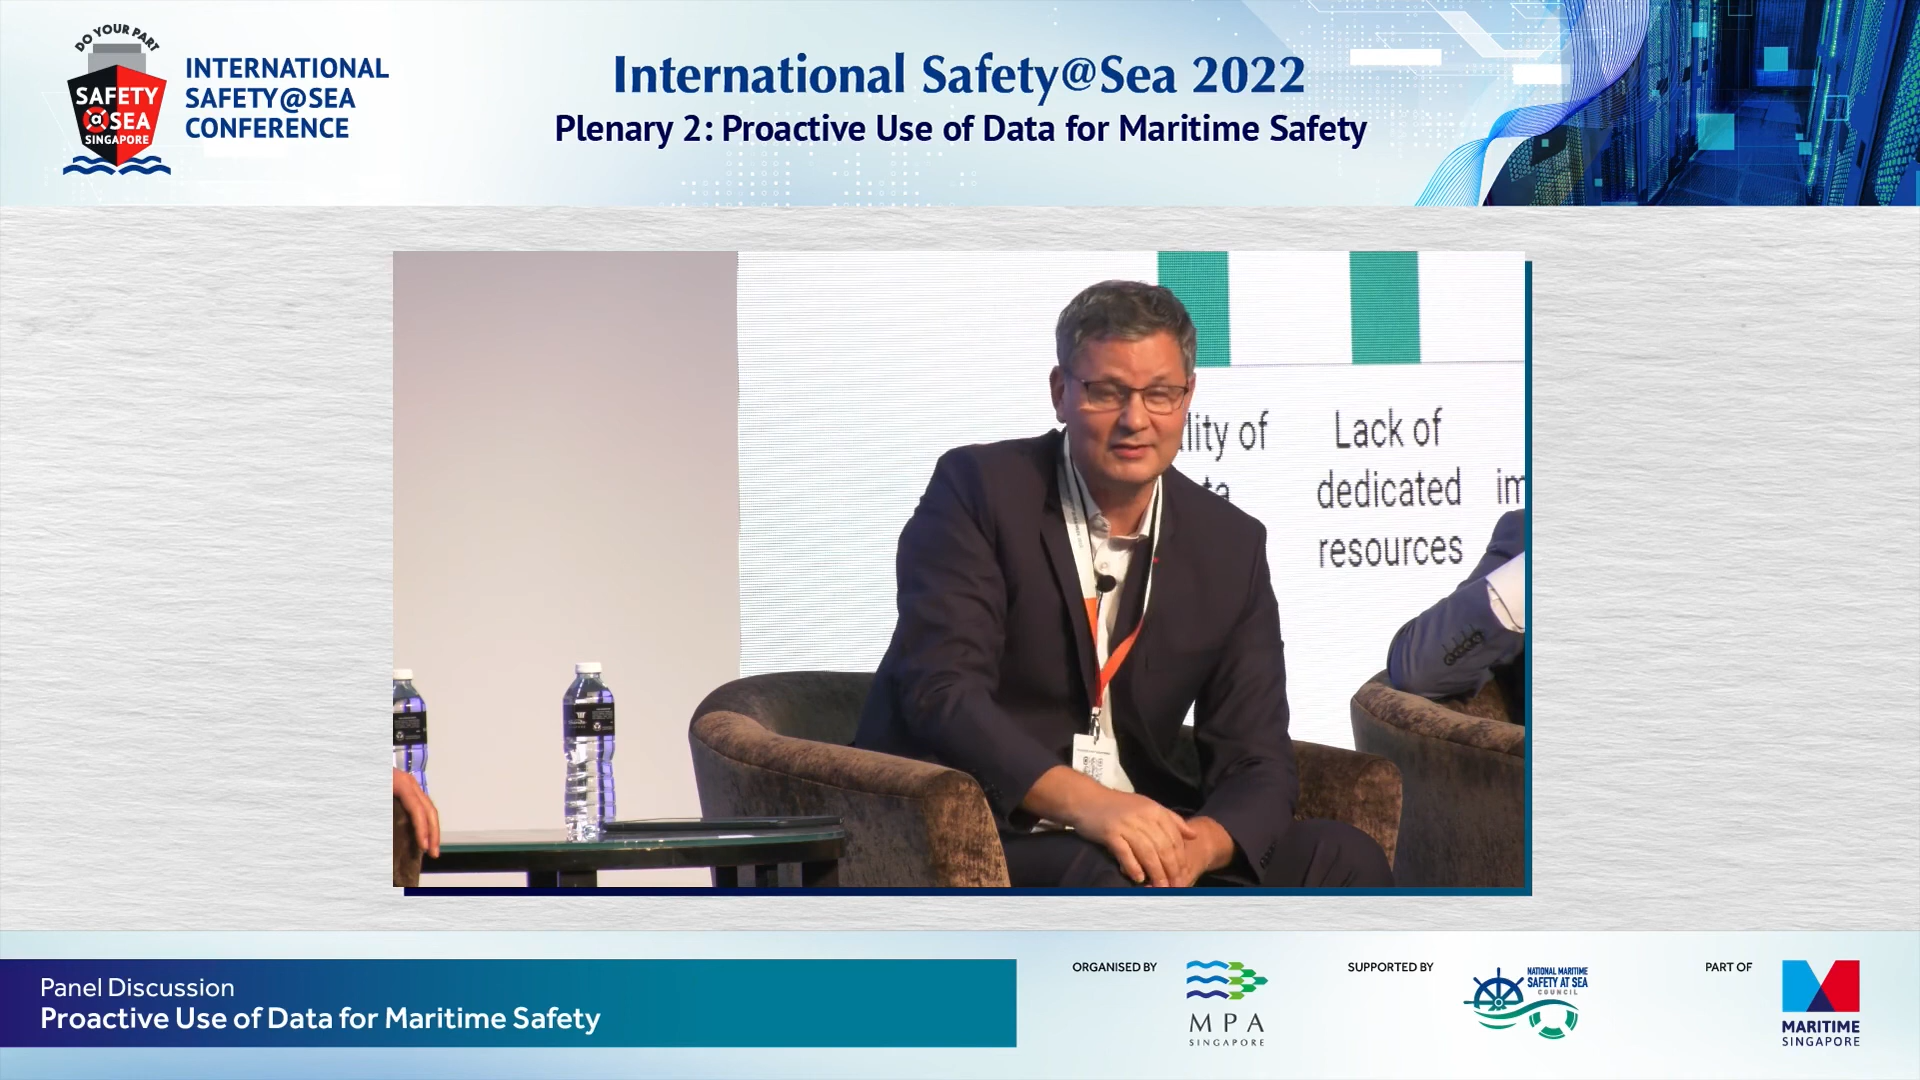 DO YOUR PART
SAFETY
@SEA
SINGAPORE
INTERNATIONAL
SAFETY@SEA
CONFERENCE
International Safety@Sea 2022
Plenary 2: Proactive Use of Data for Maritime Safety
lity of
ta
Lack of
dedicated
resources
im
Panel Discussion
Proactive Use of Data for Maritime Safety
ORGANISED BY
MPA
SINGAPORE
SUPPORTED BY
NATIONAL MARITIME
SAFETY AT SEA
COUNCIL
PART OF
MARITIME
SINGAPORE